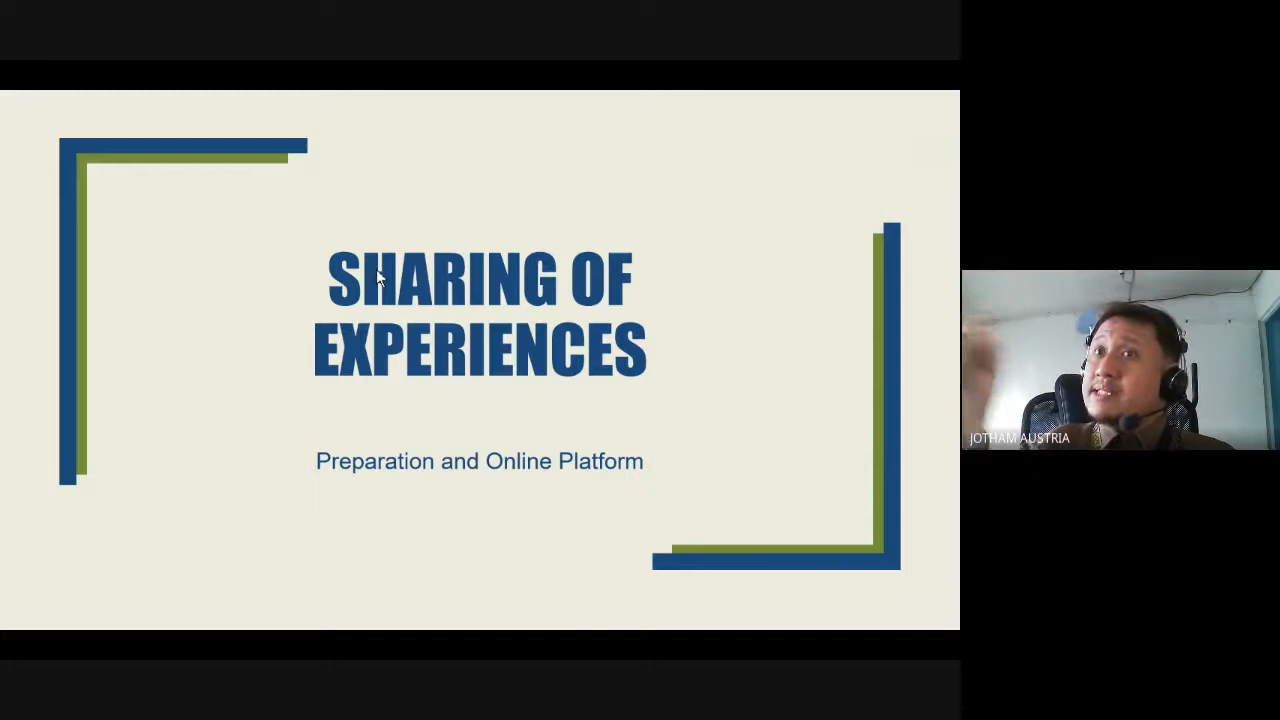 SHARING OF
EXPERIENCES
Preparation and Online Platform
JOTHAM AUSTRIA